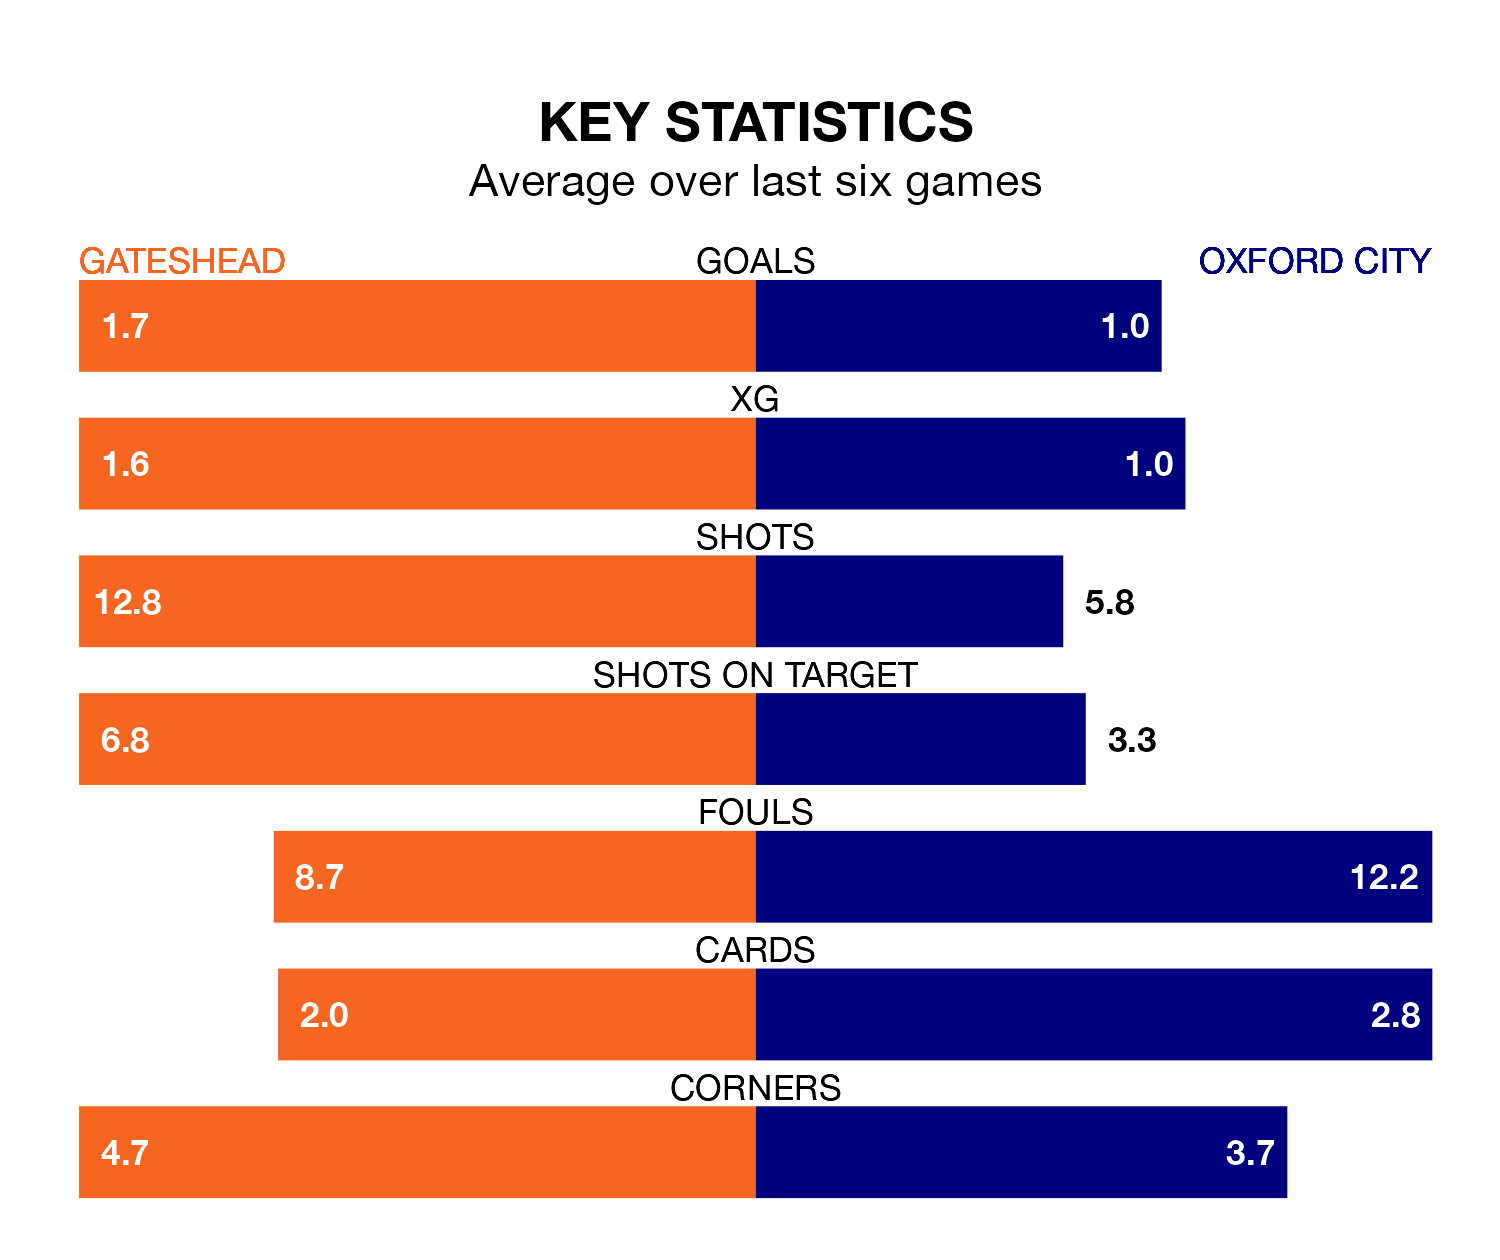 KEY STATISTICS
Average over last six games
GATESHEAD GOALS OXFORD CITY
1.7 1.0
XG
1.6 1.0
SHOTS
12.8 5.8
SHOTS ON TARGET
6.8 3.3
FOULS
8.7 12.2
CARDS
2.0 2.8
CORNERS
4.7 3.7